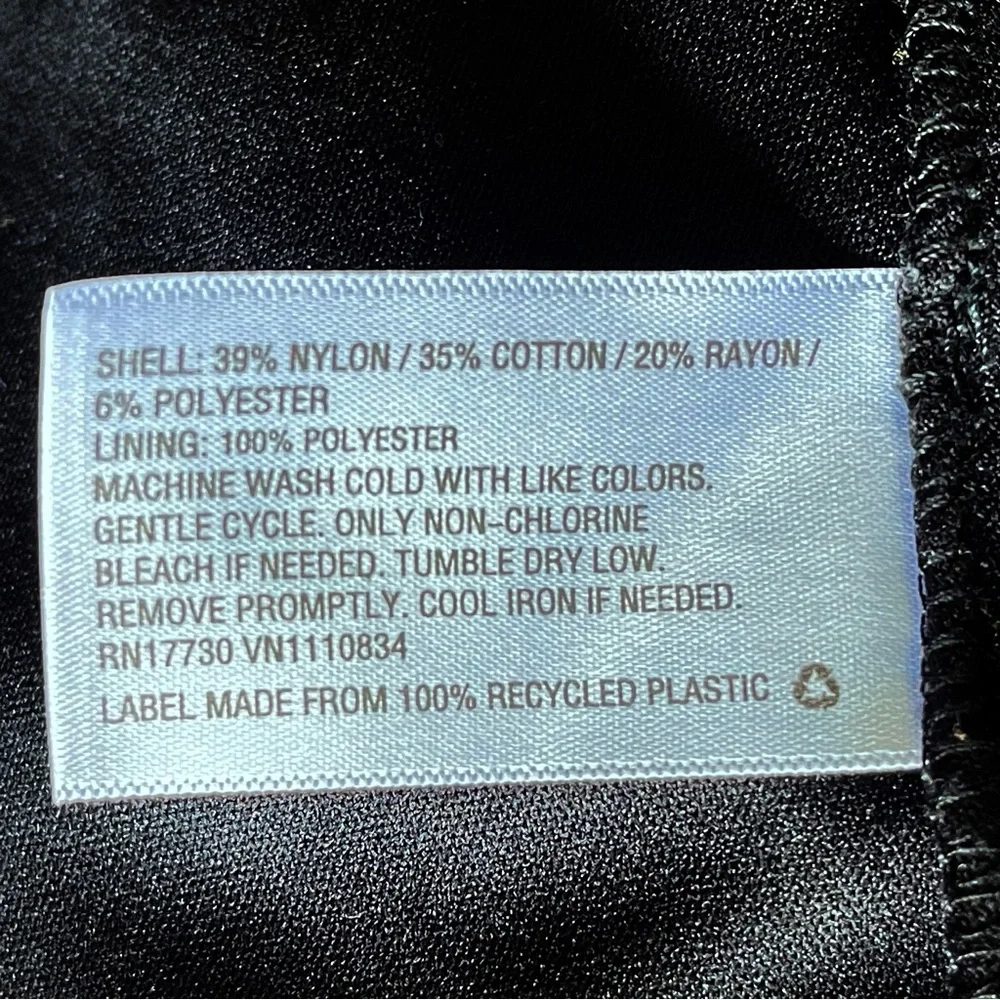 SHELL: 39% NYLON / 35% COTTON / 20% RAYON /
6% POLYESTER
LINING: 100% POLYESTER
MACHINE WASH COLD WITH LIKE COLORS.
GENTLE CYCLE. ONLY NON-CHLORINE
BLEACH IF NEEDED. TUMBLE DRY LOW.
REMOVE PROMPTLY. COOL IRON IF NEEDED.
RN17730 VN1110834
LABEL MADE FROM 100% RECYCLED PLASTIC